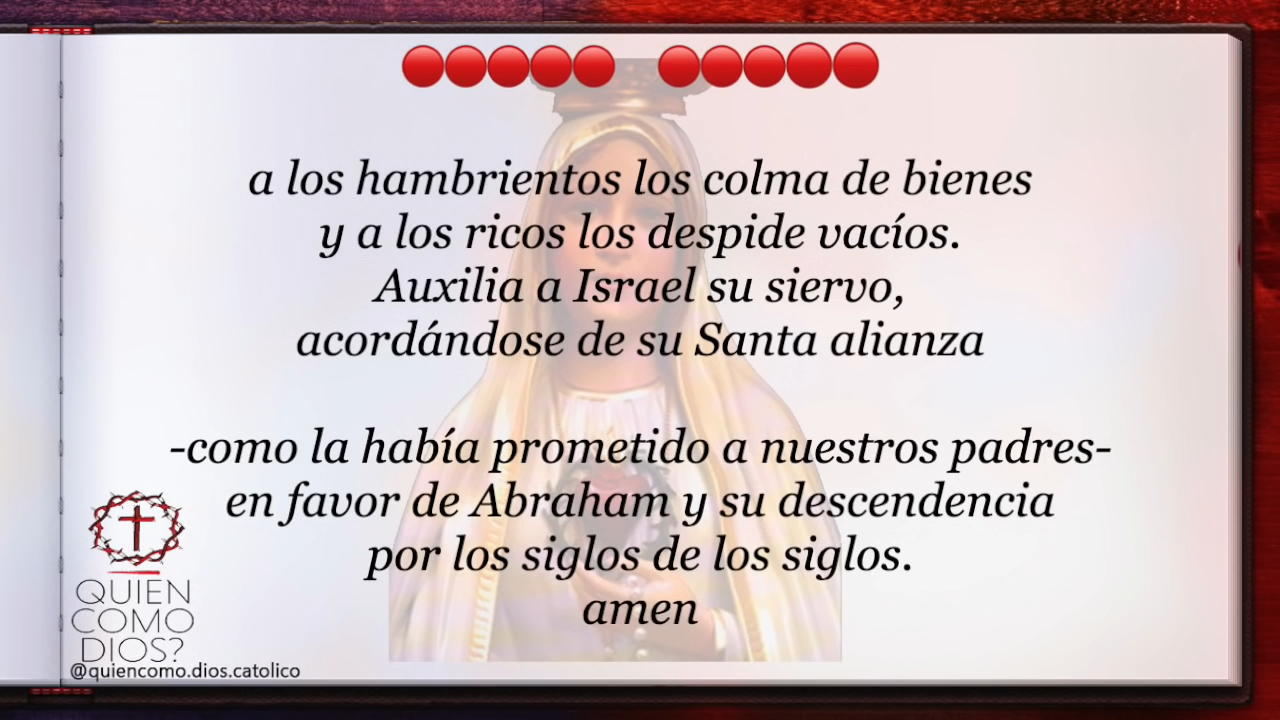 a los hambrientos los colma de bienes
y a los ricos los despide vacíos.
Auxilia a Israel su siervo,
acordándose de su Santa alianza
-como la había prometido a nuestros padres-
en favor de Abraham y su descendencia
por los siglos de los siglos.
amen
QUIEN
COMO
DIOS?
@quiencomo.dios.catolico